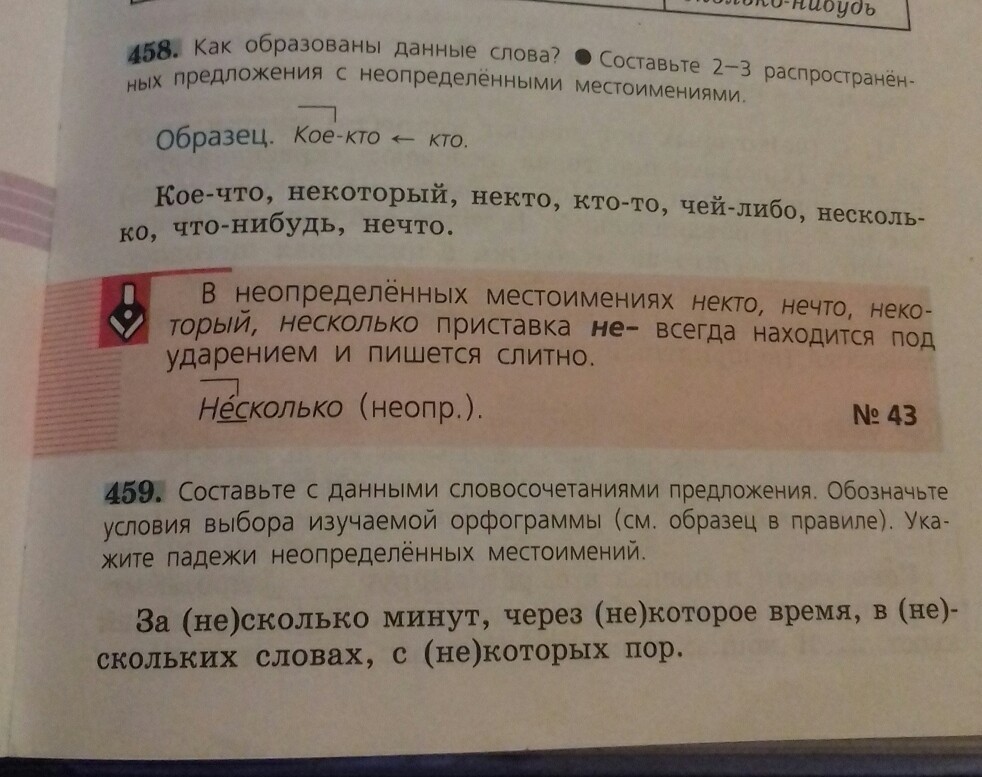 колько-нибудь
458. Как образованы данные слова? ● Составьте 2–3 распространён-
ных предложения с неопределёнными местоимениями.
Образец. Кое-кто ← кто.
Кое-что, некоторый, некто, кто-то, чей-либо, несколь-
ко, что-нибудь, нечто.
В неопределённых местоимениях некто, нечто, неко-
торый, несколько приставка не– всегда находится под
ударением и пишется слитно.
Не́сколько (неопр.).
№ 43
459. Составьте с данными словосочетаниями предложения. Обозначьте
условия выбора изучаемой орфограммы (см. образец в правиле). Ука-
жите падежи неопределённых местоимений.
За (не)сколько минут, через (не)которое время, в (не)-
скольких словах, с (не)которых пор.